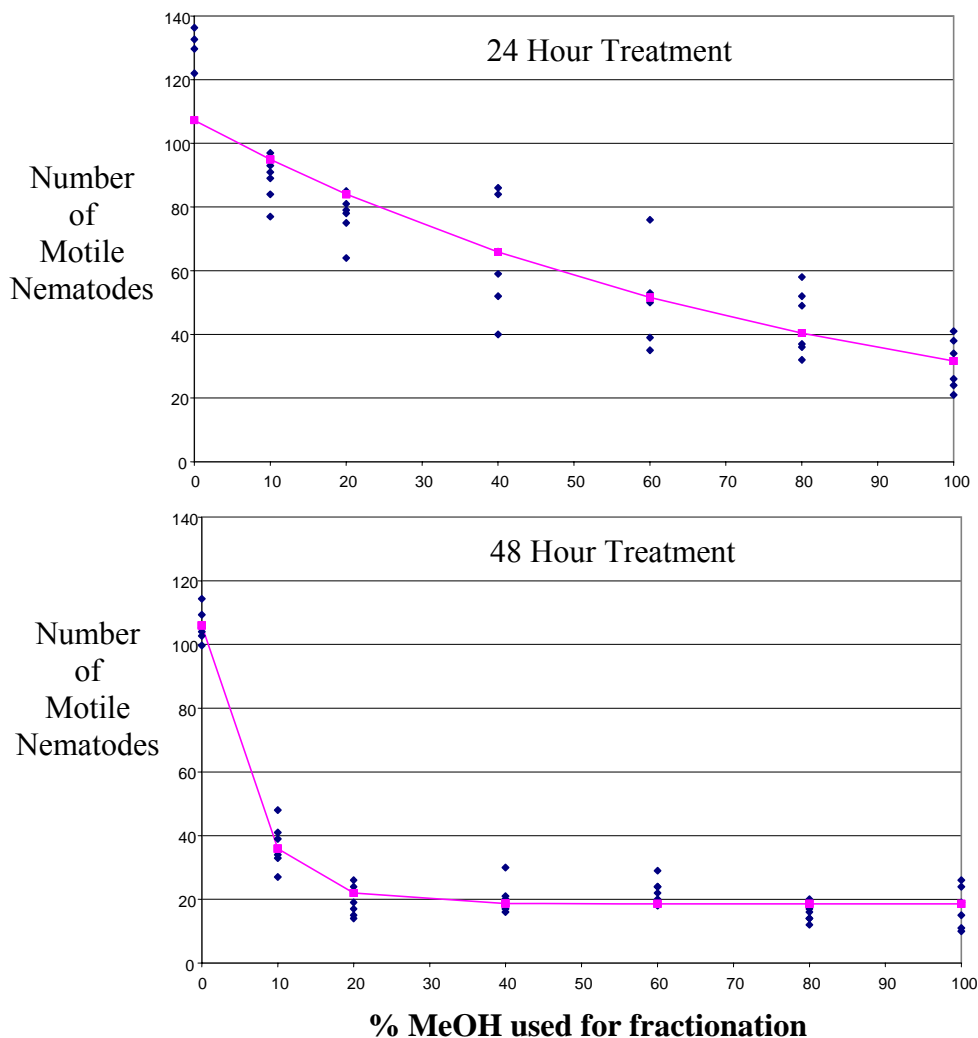 140
24 Hour Treatment
120
100
Number
of
Motile
Nematodes
80
60
40
20
0
0 10 20 30 40 50 60 70 80 90 100
140
48 Hour Treatment
120
100
Number
of
Motile
Nematodes
80
60
40
20
0
0 10 20 30 40 50 60 70 80 90 100
% MeOH used for fractionation